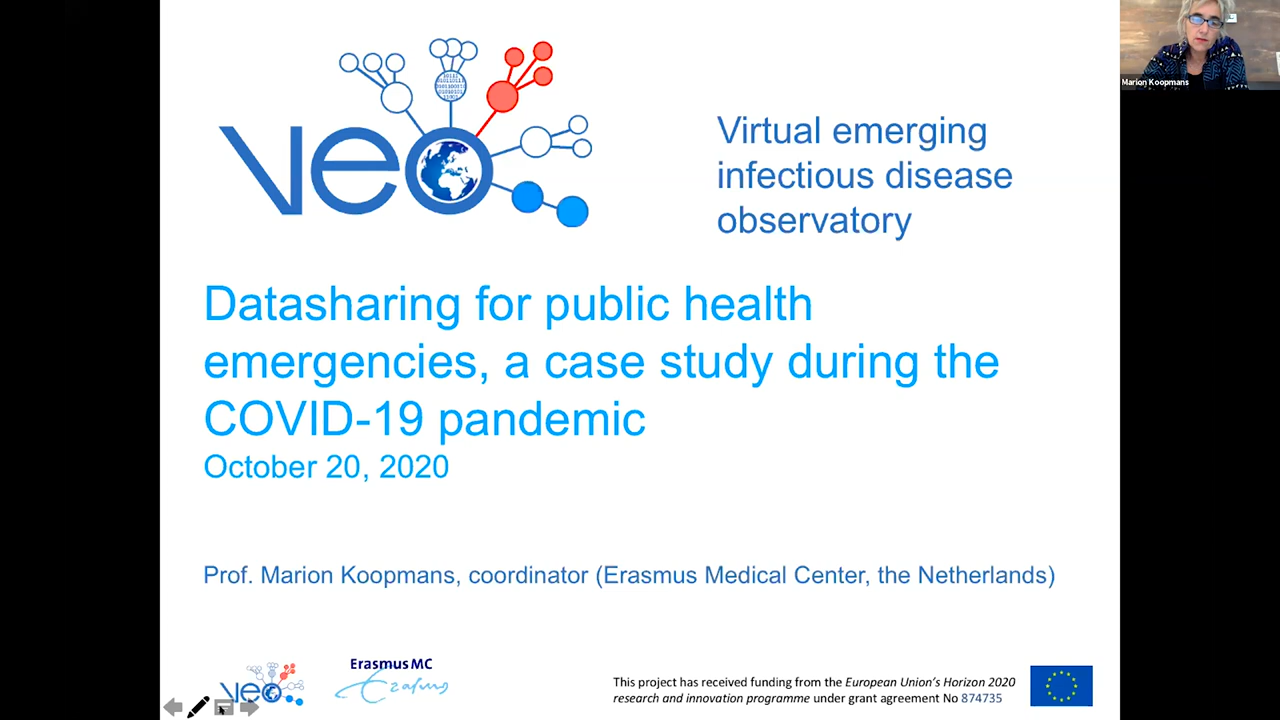 Marion Koopmans
veo
Virtual emerging
infectious disease
observatory
Datasharing for public health
emergencies, a case study during the
COVID-19 pandemic
October 20, 2020
Prof. Marion Koopmans, coordinator (Erasmus Medical Center, the Netherlands)
veo
Erasmus MC
Erasmus
This project has received funding from the European Union's Horizon 2020
research and innovation programme under grant agreement No 874735